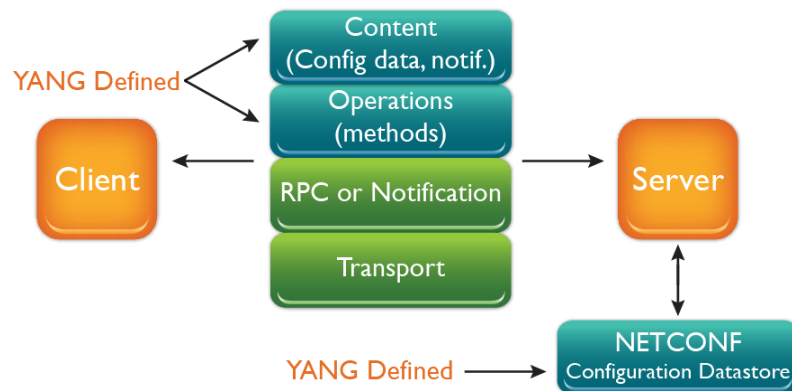 Content
(Config data, notif.)
YANG Defined
Operations
(methods)
Client
RPC or Notification
Server
Transport
NETCONF
Configuration Datastore
YANG Defined